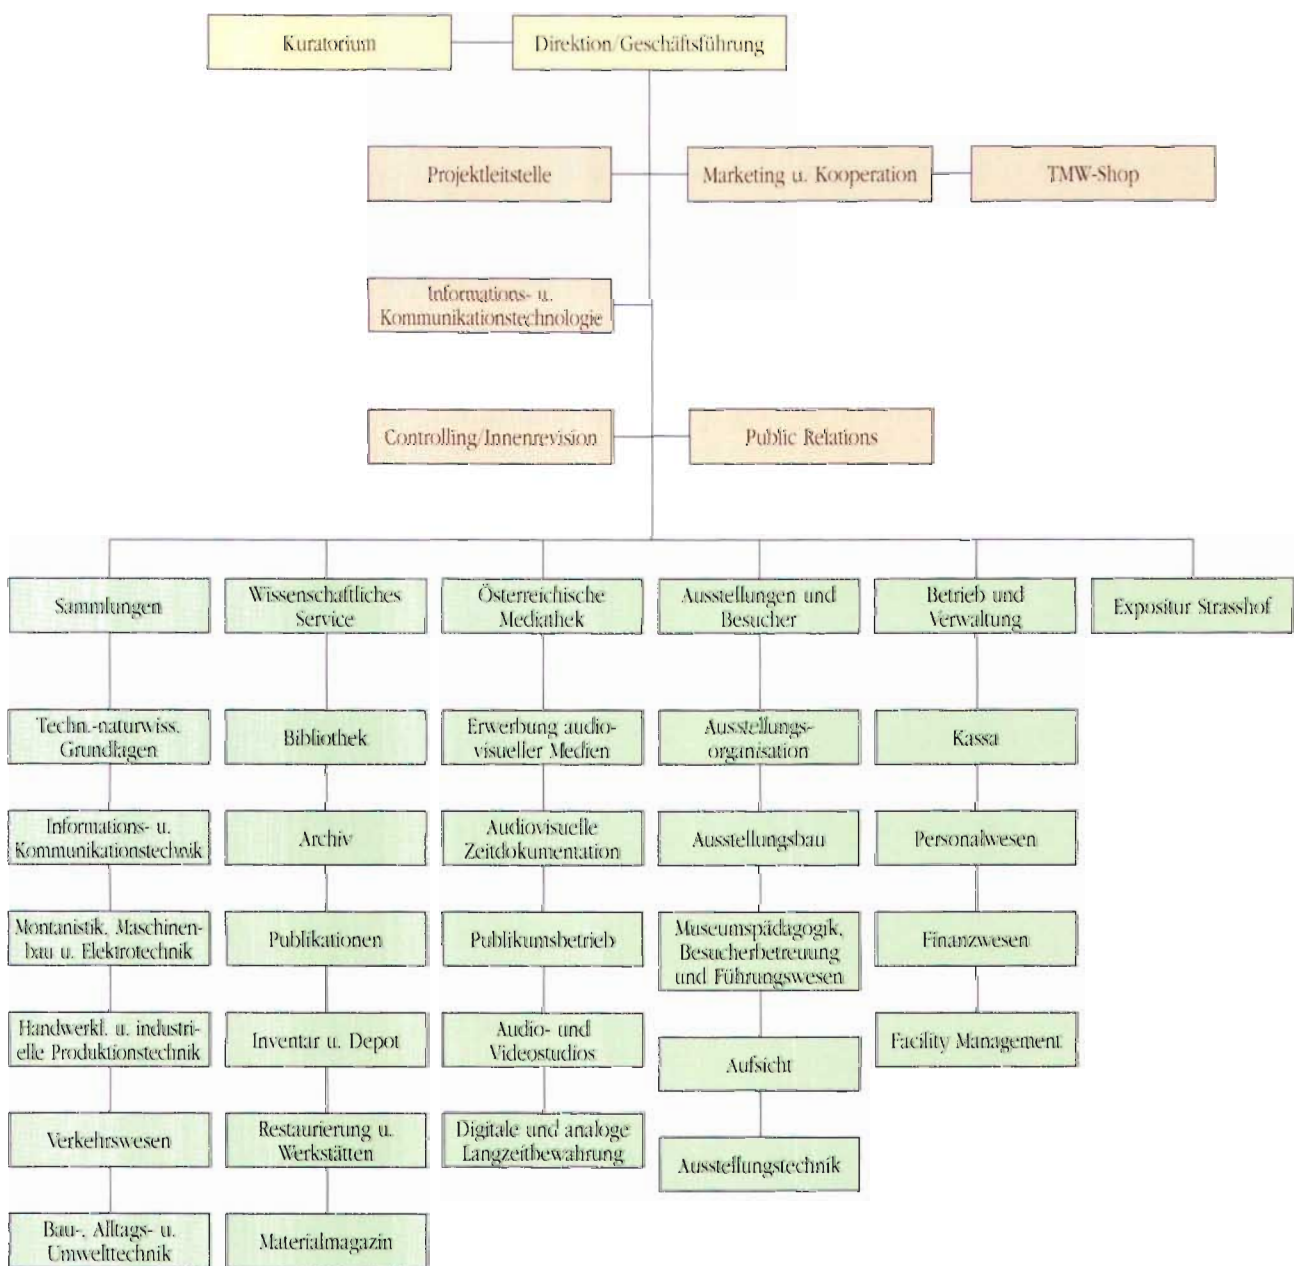 Kuratorium
Direktion/Geschäftsführung
Projektleitstelle
Marketing u. Kooperation
TMW-Shop
Informations- u.
Kommunikationstechnologie
Controlling/Innenrevision
Public Relations
Sammlungen
Wissenschaftliches
Service
Österreichische
Mediathek
Ausstellungen und
Besucher
Betrieb und
Verwaltung
Expositur Strasshof
Techn.-naturwiss.
Grundlagen
Bibliothek
Erwerbung audio-
visueller Medien
Ausstellungs-
organisation
Kassa
Informations- u.
Kommunikationstechnik
Archiv
Audiovisuelle
Zeitdokumentation
Ausstellungsbau
Personalwesen
Montanistik, Maschinen-
bau u. Elektrotechnik
Publikationen
Publikumsbetrieb
Museumspädagogik,
Besucherbetreuung
und Führungswesen
Finanzwesen
Handwerkl. u. industri-
elle Produktionstechnik
Inventar u. Depot
Audio- und
Videostudios
Aufsicht
Facility Management
Verkehrswesen
Restaurierung u.
Werkstätten
Digitale und analoge
Langzeitbewahrung
Ausstellungstechnik
Bau-, Alltags- u.
Umwelttechnik
Materialmagazin